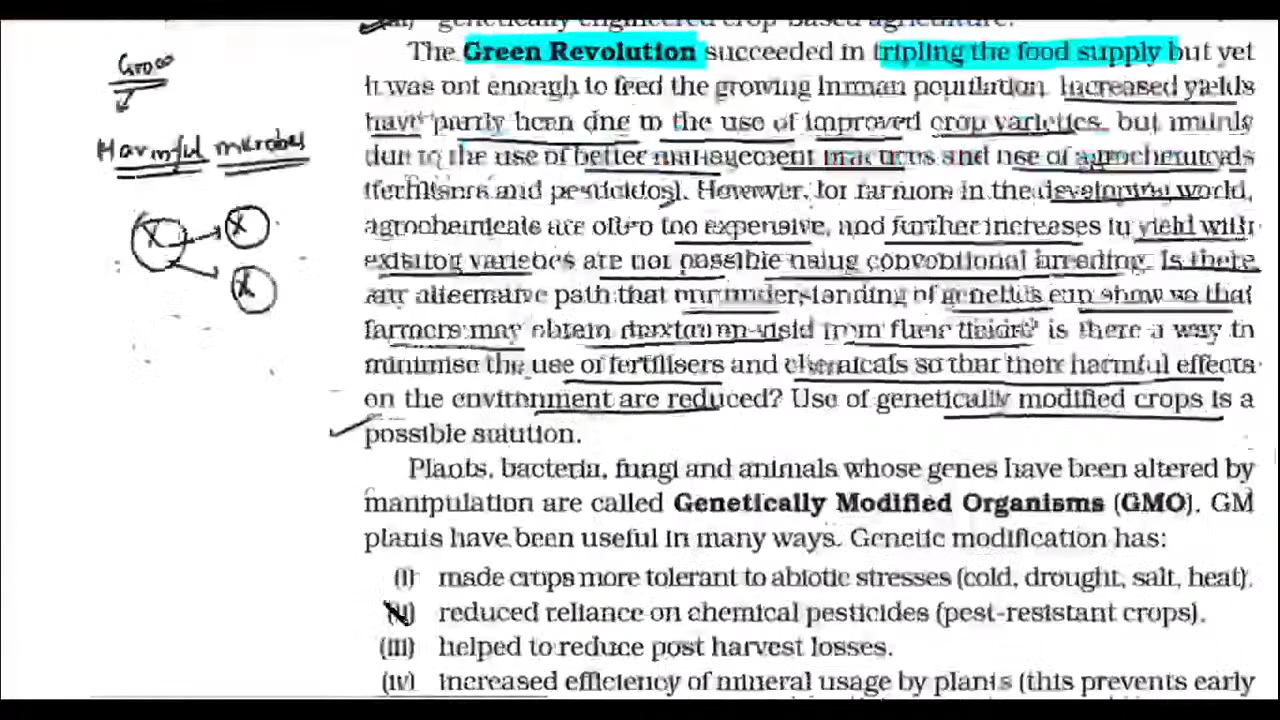 genetically engineered crop based agriculture.
The Green Revolution succeeded in tripling the food supply but yet
it was not enough to feed the growing human population. Increased yields
have partly been due to the use of improved crop varieties, but mainly
due to the use of better management practices and use of agrochemicals
(fertilisers and pesticides). However, for farmers in the developing world,
agrochemicals are often too expensive, and further increases in yield with
existing varieties are not possible using conventional breeding. Is there
any alternative path that our understanding of genetics can show so that
farmers may obtain maximum yield from their fields? Is there a way to
minimise the use of fertilisers and chemicals so that their harmful effects
on the environment are reduced? Use of genetically modified crops is a
possible solution.
Plants, bacteria, fungi and animals whose genes have been altered by
manipulation are called Genetically Modified Organisms (GMO). GM
plants have been useful in many ways. Genetic modification has:
(i) made crops more tolerant to abiotic stresses (cold, drought, salt, heat).
(ii) reduced reliance on chemical pesticides (pest-resistant crops).
(iii) helped to reduce post harvest losses.
(iv) increased efficiency of mineral usage by plants (this prevents early
Harmful microbes
X X
X